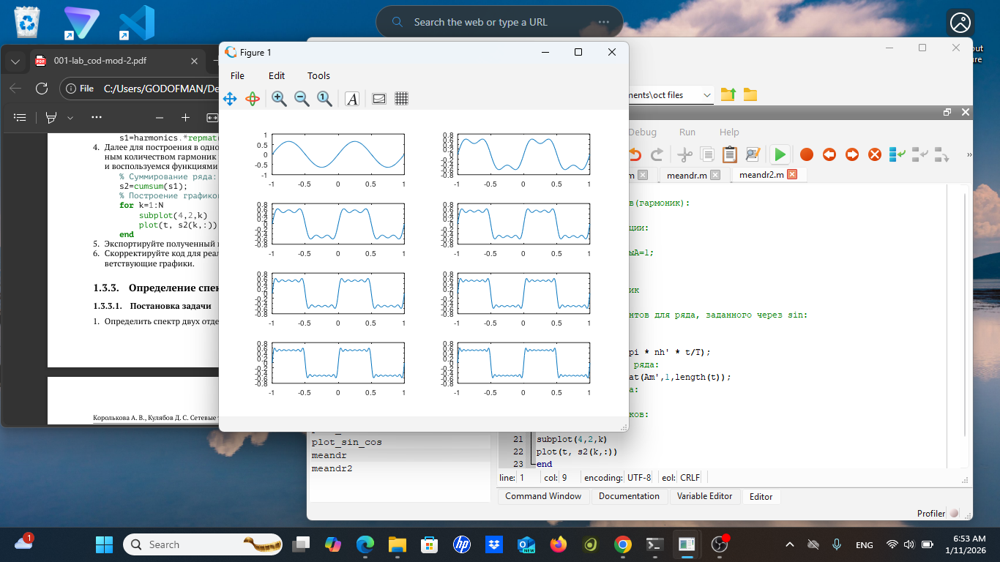 Search the web or type a URL
001-lab_cod-mod-2.pdf
File C:/Users/GODOFMAN/De
s1=harmonics.*repmat
4. Далее для построения в одно
ным количеством гармоник
и воспользуемся функциями
% Суммирование ряда:
s2=cumsum(s1);
% Построение графико
for k=1:N
subplot(4,2,k)
plot(t, s2(k,:))
end
5. Экспортируйте полученный
6. Скорректируйте код для реал
ветствующие графики.
1.3.3. Определение спек
1.3.3.1. Постановка задачи
1. Определить спектр двух отде
Королькова А. В., Кулябов Д. С. Сетевые
Figure 1
File Edit Tools
A
1
0.5
0
-0.5
-1
-1 -0.5 0 0.5 1
0.8
0.6
0.4
0.2
0
-0.2
-0.4
-0.6
-0.8
-1 -0.5 0 0.5 1
0.8
0.6
0.4
0.2
0
-0.2
-0.4
-0.6
-0.8
-1 -0.5 0 0.5 1
0.8
0.6
0.4
0.2
0
-0.2
-0.4
-0.6
-0.8
-1 -0.5 0 0.5 1
0.8
0.6
0.4
0.2
0
-0.2
-0.4
-0.6
-0.8
-1 -0.5 0 0.5 1
0.8
0.6
0.4
0.2
0
-0.2
-0.4
-0.6
-0.8
-1 -0.5 0 0.5 1
0.8
0.6
0.4
0.2
0
-0.2
-0.4
-0.6
-0.8
-1 -0.5 0 0.5 1
0.8
0.6
0.4
0.2
0
-0.2
-0.4
-0.6
-0.8
-1 -0.5 0 0.5 1
ments\oct files
Debug Run Help
m meandr.m meandr2.m
в(гармоник):
ции:
ыA=1;
ик
нтов для ряда, заданного через sin:
pi * nh' * t/T);
ряда:
at(Am',1,length(t));
а:
ков:
21 subplot(4,2,k)
22 plot(t, s2(k,:))
23 end
plot_sin_cos
meandr
meandr2
line: 1 col: 9 encoding: UTF-8 eol: CRLF
Command Window Documentation Variable Editor Editor
Profiler
out
re
1
Search
NEW
ENG
6:53 AM
1/11/2026